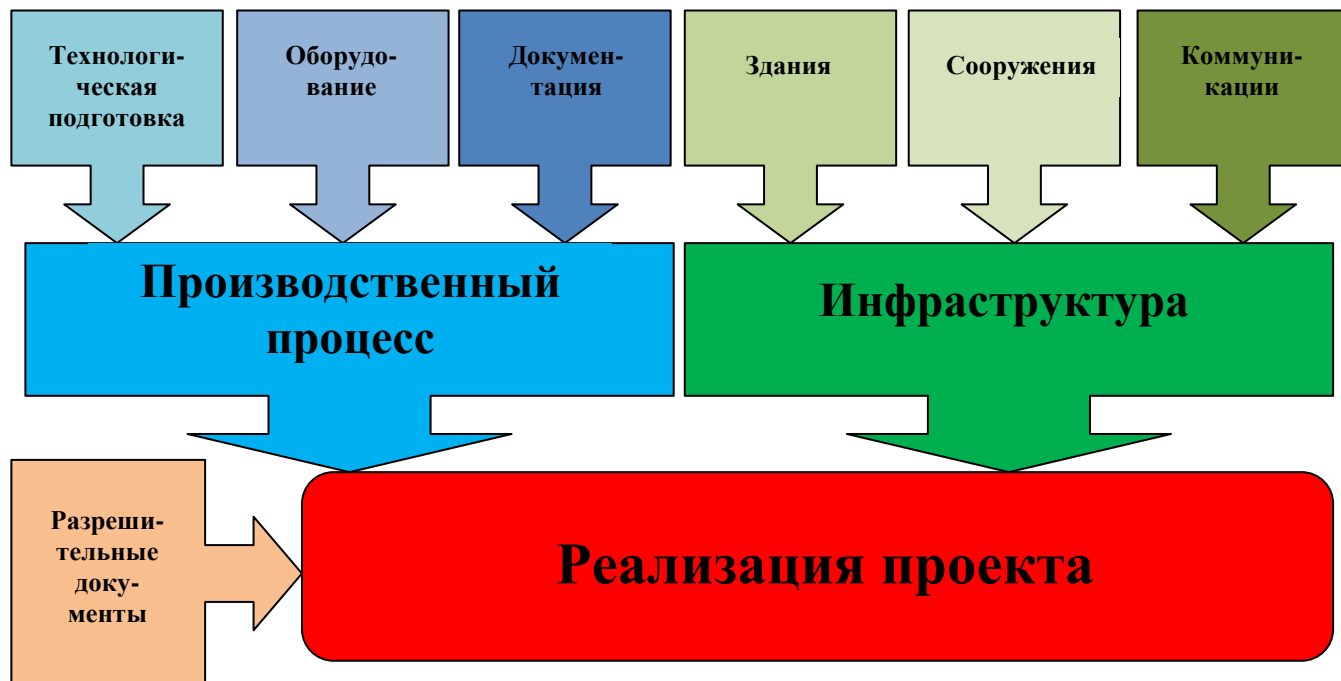 Технологи-
ческая
подготовка
Оборудо-
вание
Докумен-
тация
Здания
Сооружения
Коммуни-
кации
Производственный
процесс
Инфраструктура
Разреши-
тельные
доку-
менты
Реализация проекта